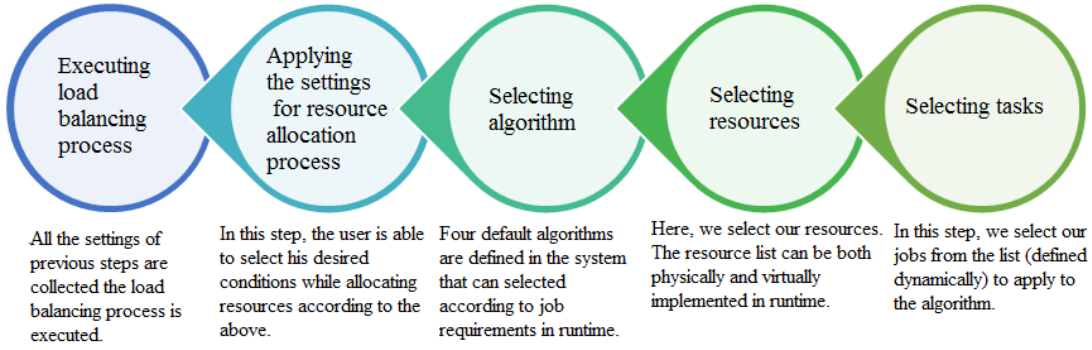 Executing
load
balancing
process
Applying
the settings
for resource
allocation
process
Selecting
algorithm
Selecting
resources
Selecting tasks
All the settings of
previous steps are
collected the load
balancing process is
executed.
In this step, the user is able
to select his desired
conditions while allocating
resources according to the
above.
Four default algorithms
are defined in the system
that can selected
according to job
requirements in runtime.
Here, we select our resources.
The resource list can be both
physically and virtually
implemented in runtime.
In this step, we select our
jobs from the list (defined
dynamically) to apply to
the algorithm.